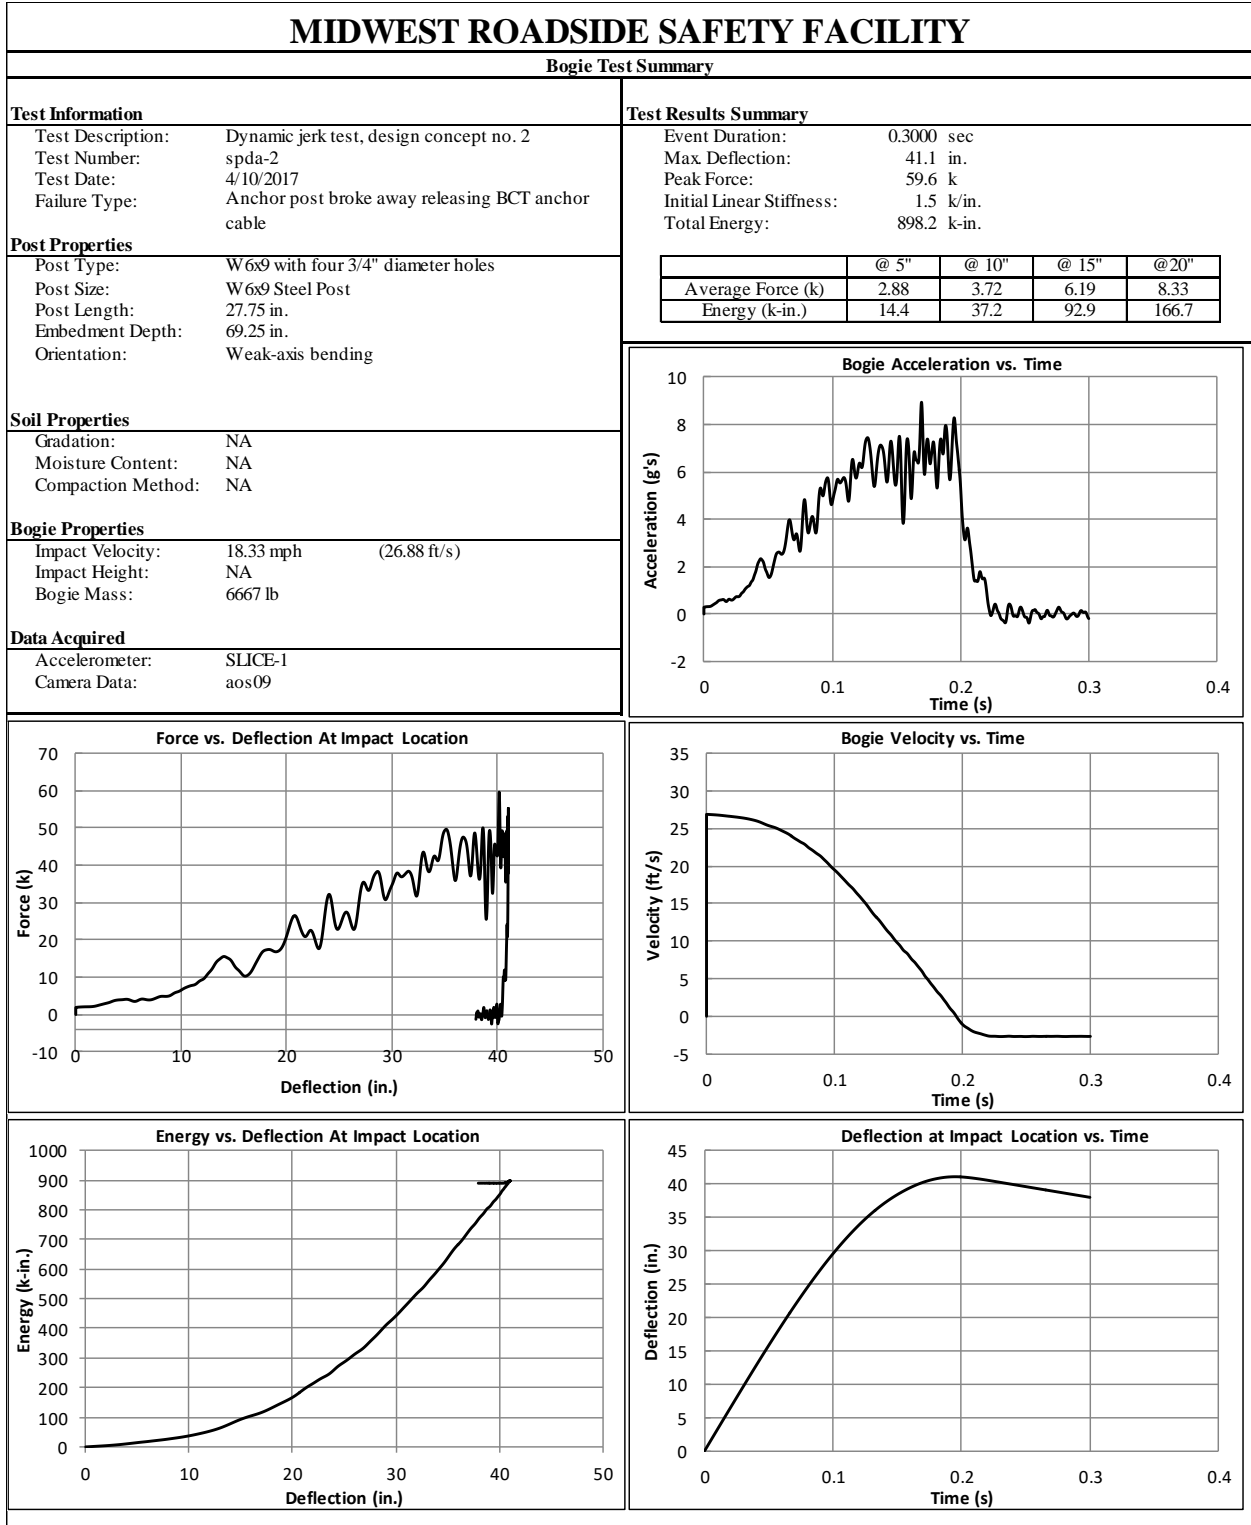 MIDWEST ROADSIDE SAFETY FACILITY
Bogie Test Summary
Test Information
Test Description: Dynamic jerk test, design concept no. 2
Test Number: spda-2
Test Date: 4/10/2017
Failure Type: Anchor post broke away releasing BCT anchor
cable
Post Properties
Post Type: W6x9 with four 3/4" diameter holes
Post Size: W6x9 Steel Post
Post Length: 27.75 in.
Embedment Depth: 69.25 in.
Orientation: Weak-axis bending
Soil Properties
Gradation: NA
Moisture Content: NA
Compaction Method: NA
Bogie Properties
Impact Velocity: 18.33 mph (26.88 ft/s)
Impact Height: NA
Bogie Mass: 6667 lb
Data Acquired
Accelerometer: SLICE-1
Camera Data: aos09
Test Results Summary
Event Duration: 0.3000 sec
Max. Deflection: 41.1 in.
Peak Force: 59.6 k
Initial Linear Stiffness: 1.5 k/in.
Total Energy: 898.2 k-in.
@ 5" @ 10" @ 15" @20"
Average Force (k) 2.88 3.72 6.19 8.33
Energy (k-in.) 14.4 37.2 92.9 166.7
Bogie Acceleration vs. Time
Acceleration (g's)
10
8
6
4
2
0
-2
0 0.1 0.2 0.3 0.4
Time (s)
Force vs. Deflection At Impact Location
Force (k)
70
60
50
40
30
20
10
0
-10
0 10 20 30 40 50
Deflection (in.)
Bogie Velocity vs. Time
Velocity (ft/s)
35
30
25
20
15
10
5
0
-5
0 0.1 0.2 0.3 0.4
Time (s)
Energy vs. Deflection At Impact Location
Energy (k-in.)
1000
900
800
700
600
500
400
300
200
100
0
0 10 20 30 40 50
Deflection (in.)
Deflection at Impact Location vs. Time
Deflection (in.)
45
40
35
30
25
20
15
10
5
0
0 0.1 0.2 0.3 0.4
Time (s)